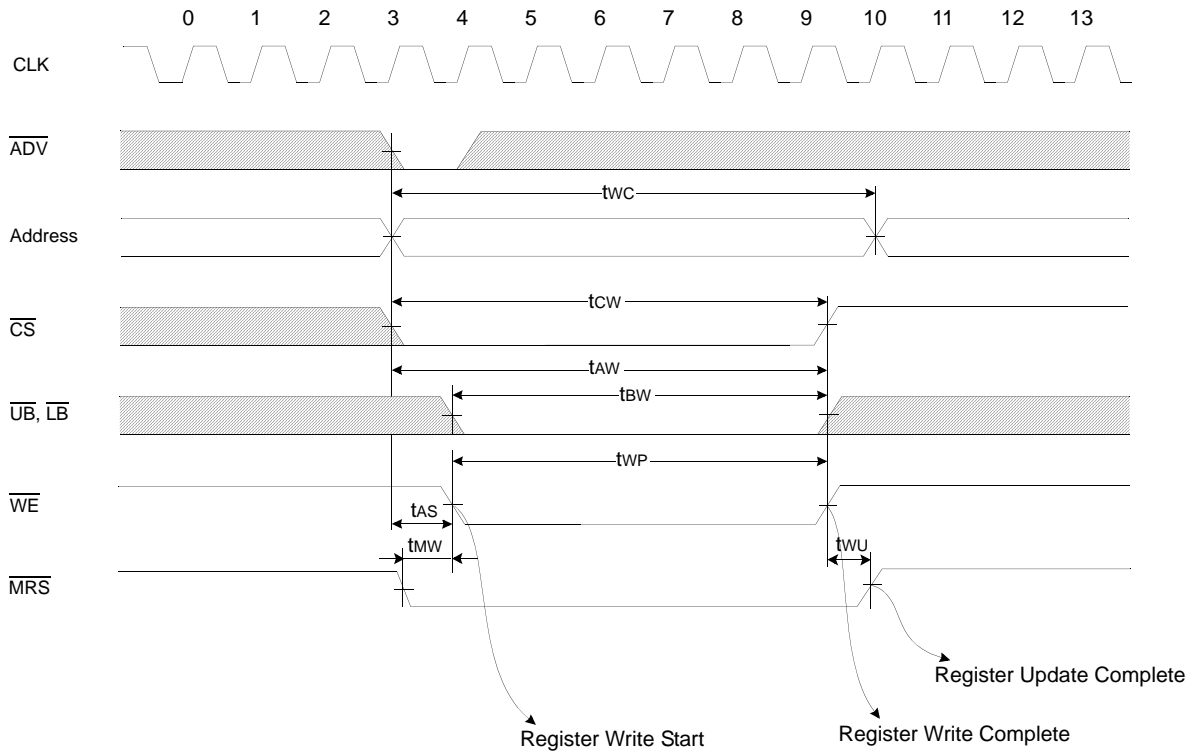 0 1 2 3 4 5 6 7 8 9 10 11 12 13
CLK
ADV
tWC
Address
tCW
CS
tAW
tBW
UB, LB
tWP
WE
tAS
tMW
tWU
MRS
Register Update Complete
Register Write Start
Register Write Complete